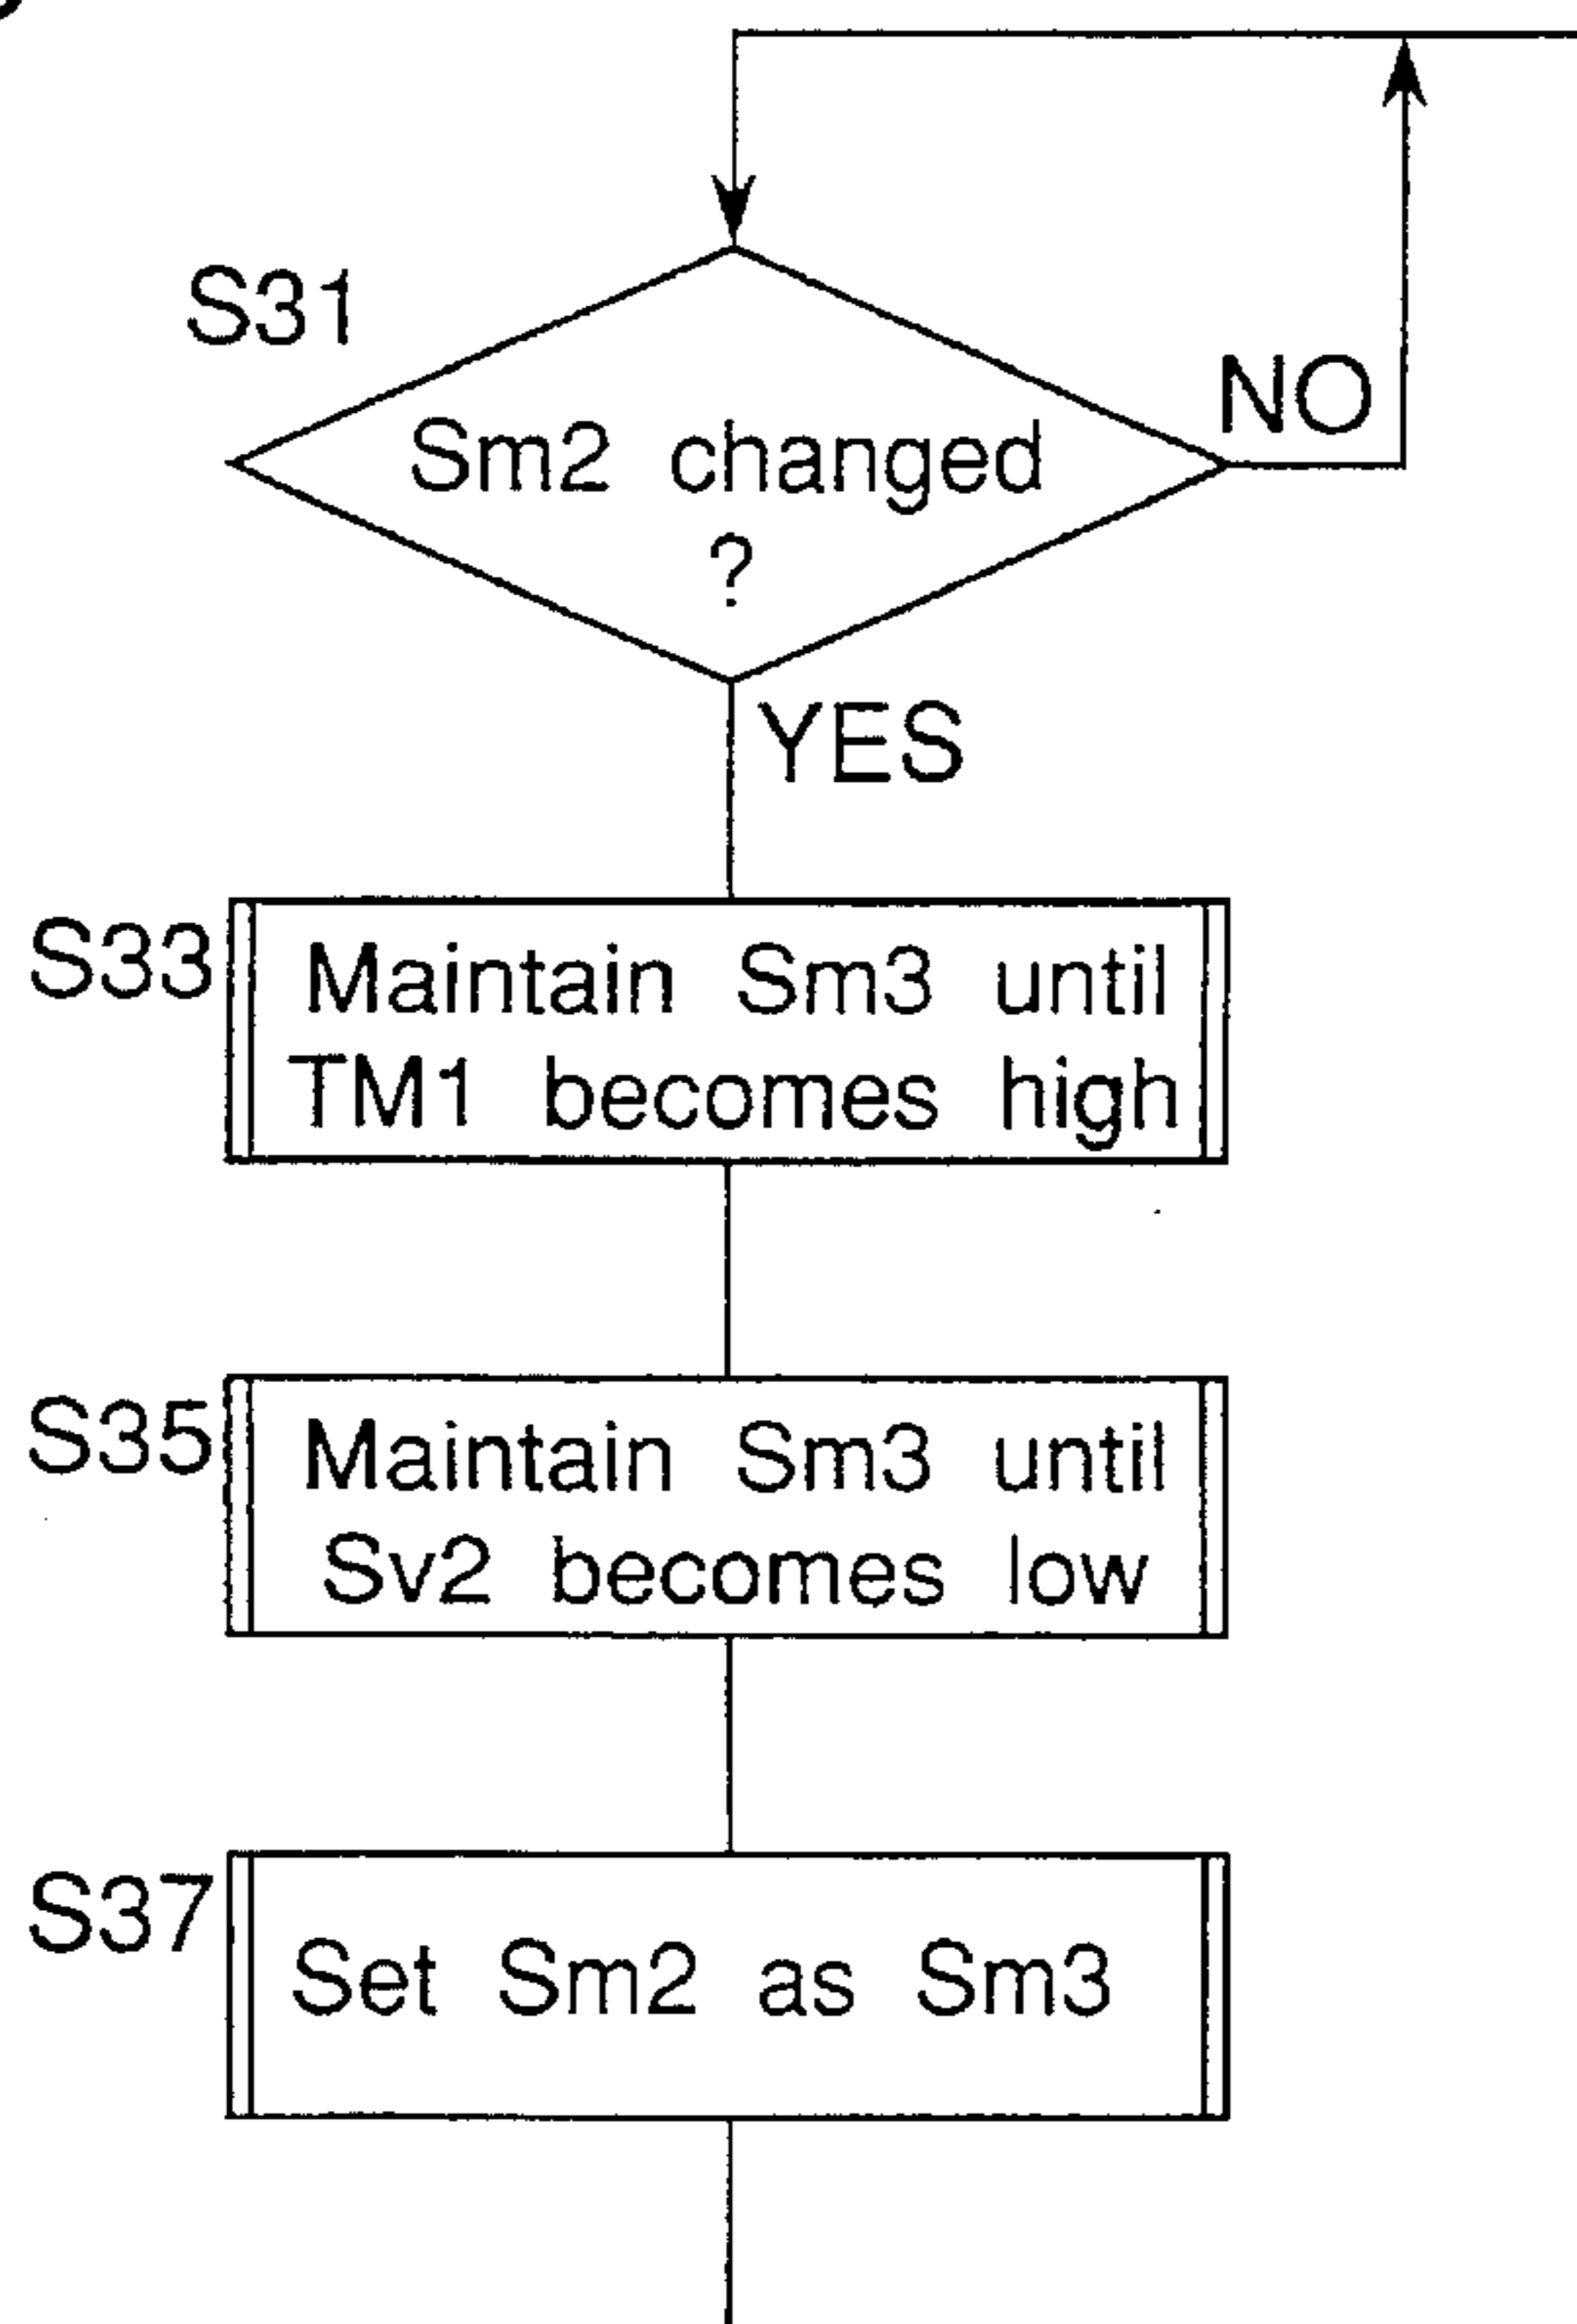 S31
Sm2 changed
?
NO
YES
S33
Maintain Sm3 until
TM1 becomes high
S35
Maintain Sm3 until
Sv2 becomes low
S37
Set Sm2 as Sm3